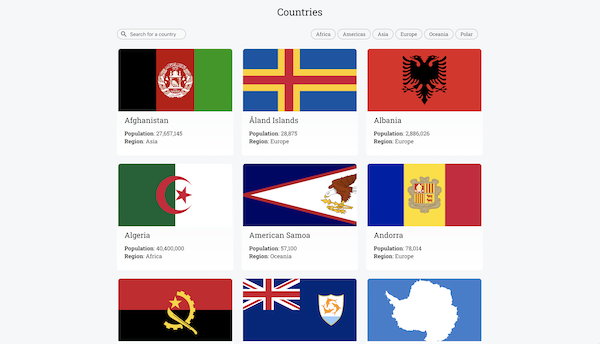 Countries
Search for a country
Africa Americas Asia Europe Oceania Polar
Afghanistan
Population: 27,657,145
Region: Asia
Åland Islands
Population: 28,875
Region: Europe
Albania
Population: 2,886,026
Region: Europe
Algeria
Population: 40,400,000
Region: Africa
American Samoa
Population: 57,100
Region: Oceania
Andorra
Population: 78,014
Region: Europe